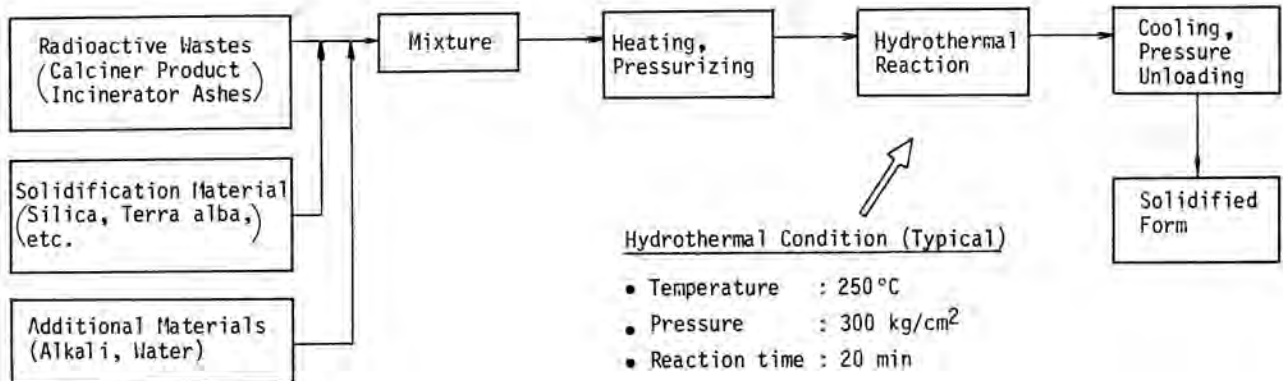 Radioactive Wastes
(Calciner Product
Incinerator Ashes)
Mixture
Heating,
Pressurizing
Hydrothermal
Reaction
Cooling,
Pressure
Unloading
Solidification Material
(Silica, Terra alba,)
etc.
Solidified
Form
Additional Materials
(Alkali, Water)
Hydrothermal Condition (Typical)
• Temperature : 250°C
• Pressure : 300 kg/cm²
• Reaction time : 20 min